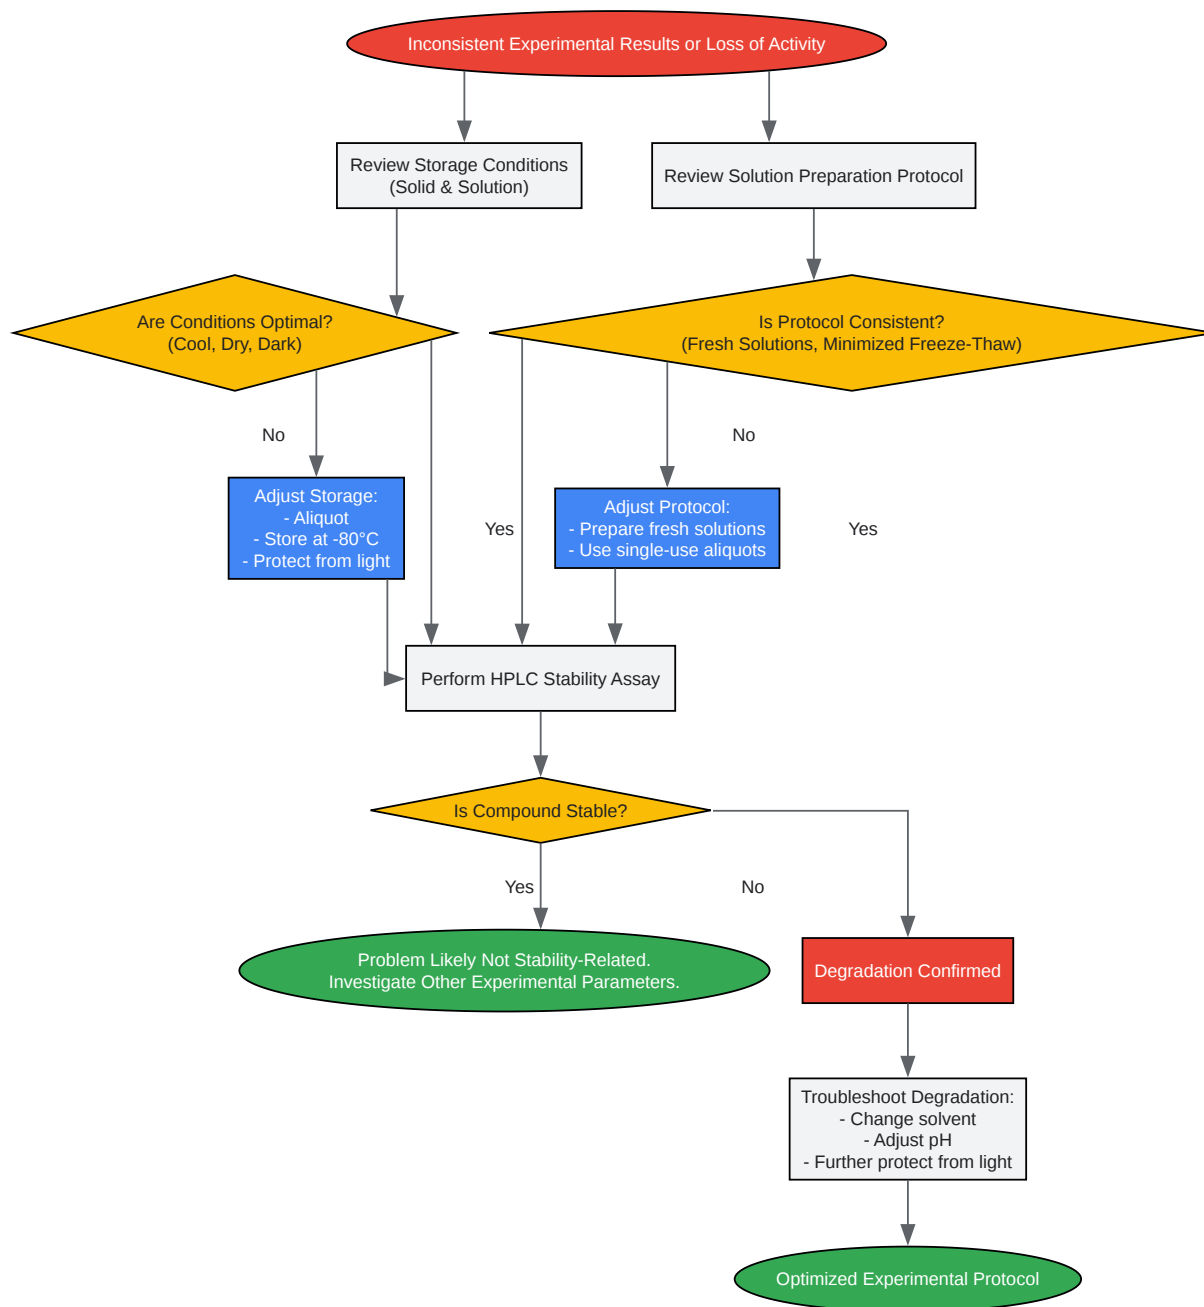 Inconsistent Experimental Results or Loss of Activity
Review Storage Conditions
(Solid & Solution)
Review Solution Preparation Protocol
Are Conditions Optimal?
(Cool, Dry, Dark)
Is Protocol Consistent?
(Fresh Solutions, Minimized Freeze-Thaw)
No
No
Adjust Storage:
- Aliquot
- Store at -80°C
- Protect from light
Yes
Adjust Protocol:
- Prepare fresh solutions
- Use single-use aliquots
Yes
Perform HPLC Stability Assay
Is Compound Stable?
Yes
No
Problem Likely Not Stability-Related.
Investigate Other Experimental Parameters.
Degradation Confirmed
Troubleshoot Degradation:
- Change solvent
- Adjust pH
- Further protect from light
Optimized Experimental Protocol